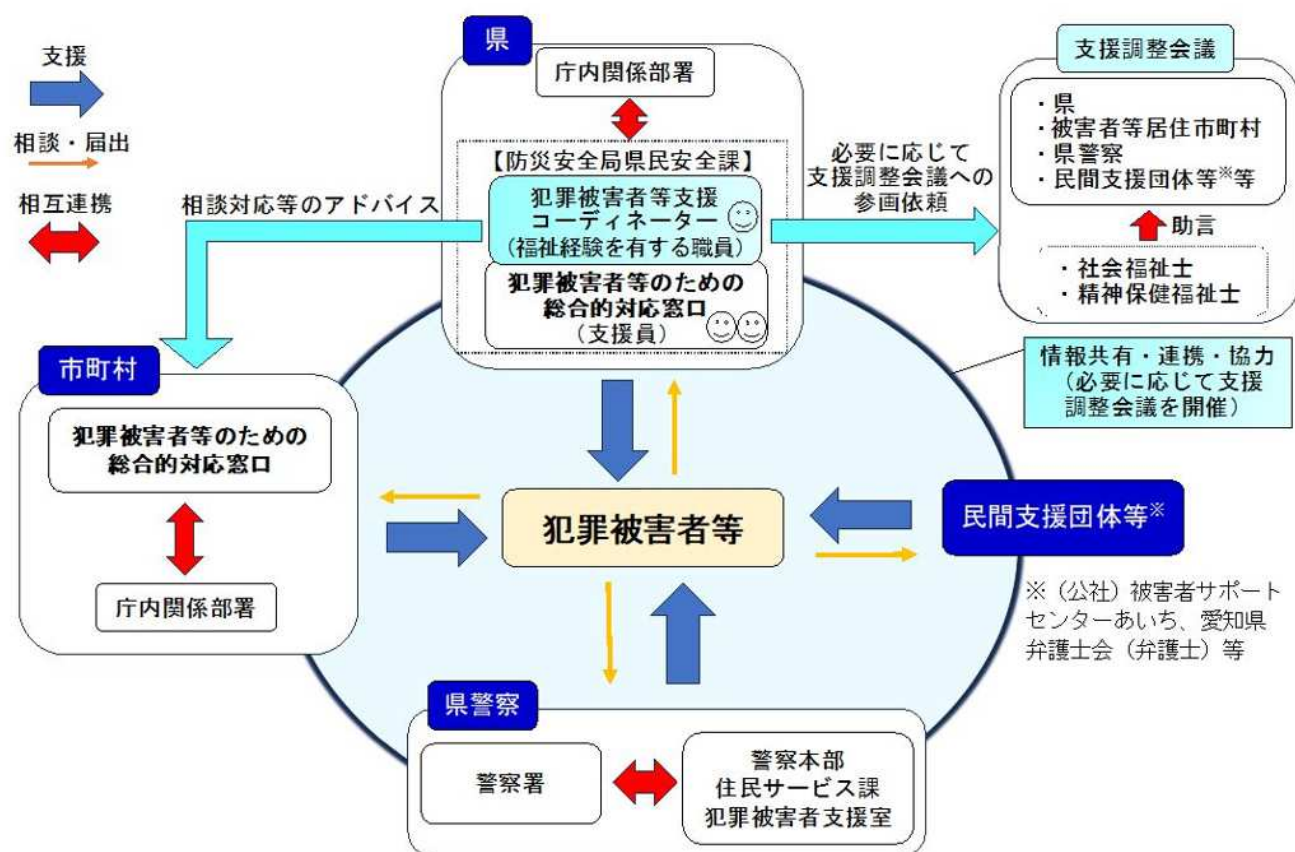 支援
相談・届出
相互連携
県
庁内関係部署
【防災安全局県民安全課】
犯罪被害者等支援
コーディネーター
(福祉経験を有する職員)
犯罪被害者等のための
総合的対応窓口
(支援員)
相談対応等のアドバイス
必要に応じて
支援調整会議への
参画依頼
支援調整会議
・県
・被害者等居住市町村
・県警察
・民間支援団体等※等
助言
・社会福祉士
・精神保健福祉士
情報共有・連携・協力
(必要に応じて支援
調整会議を開催)
市町村
犯罪被害者等のための
総合的対応窓口
庁内関係部署
犯罪被害者等
民間支援団体等※
※(公社)被害者サポート
センターあいち、愛知県
弁護士会(弁護士)等
県警察
警察署
警察本部
住民サービス課
犯罪被害者支援室